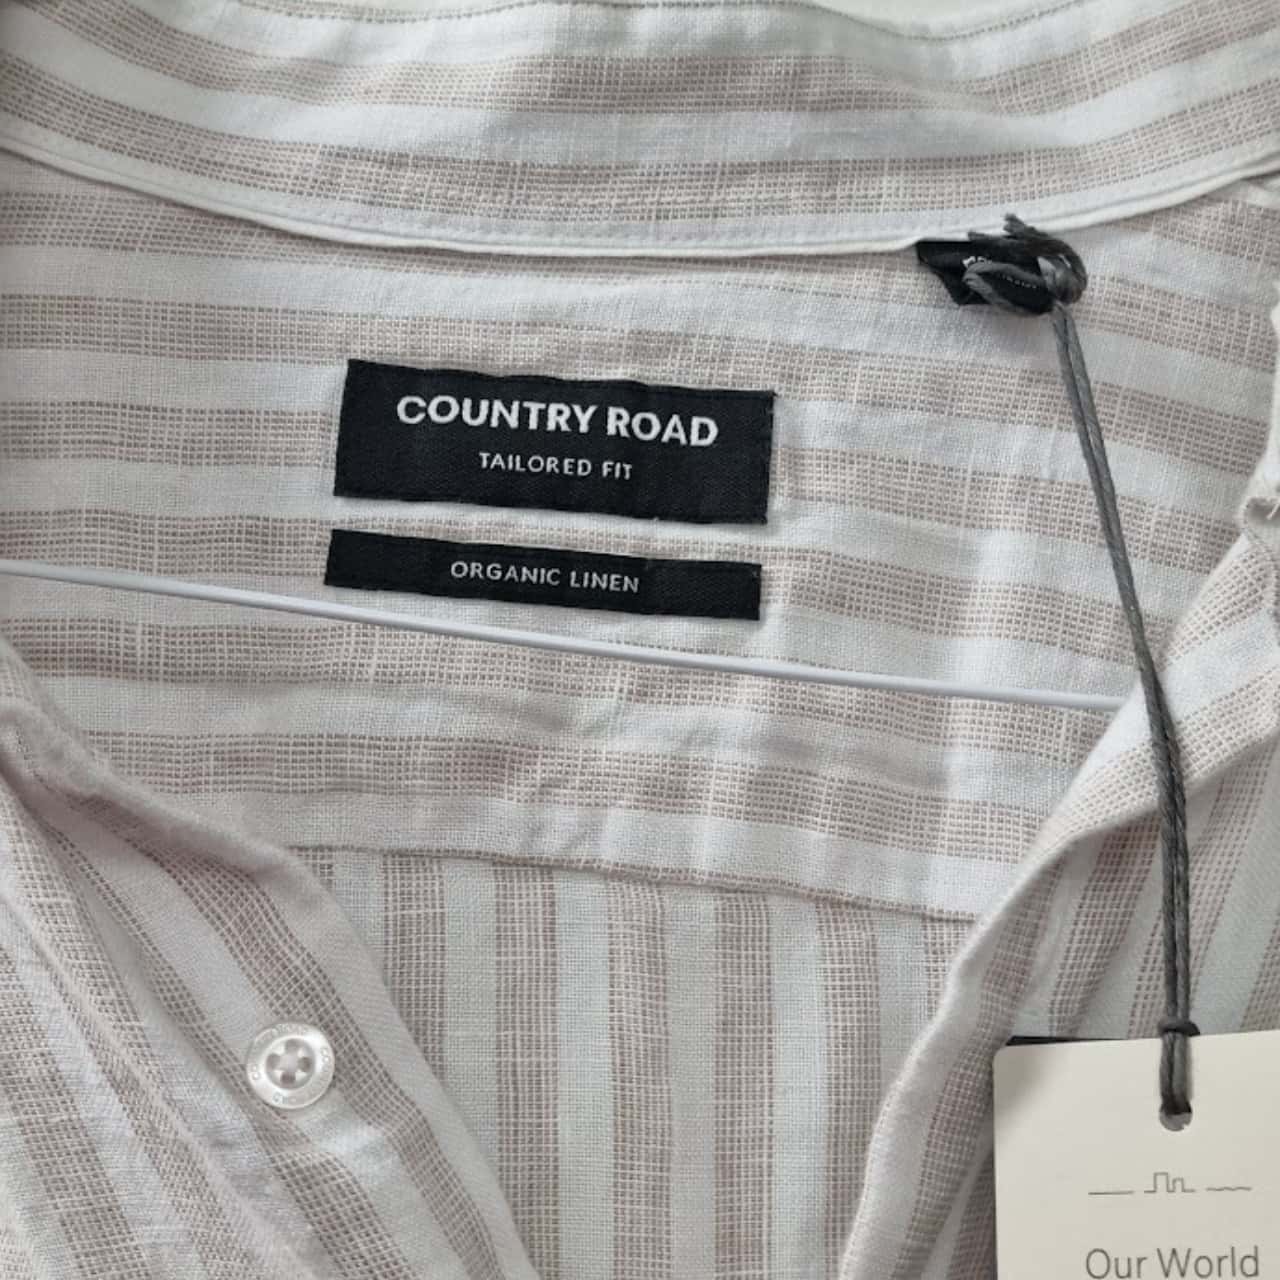 COUNTRY ROAD
TAILORED FIT
ORGANIC LINEN
Our World